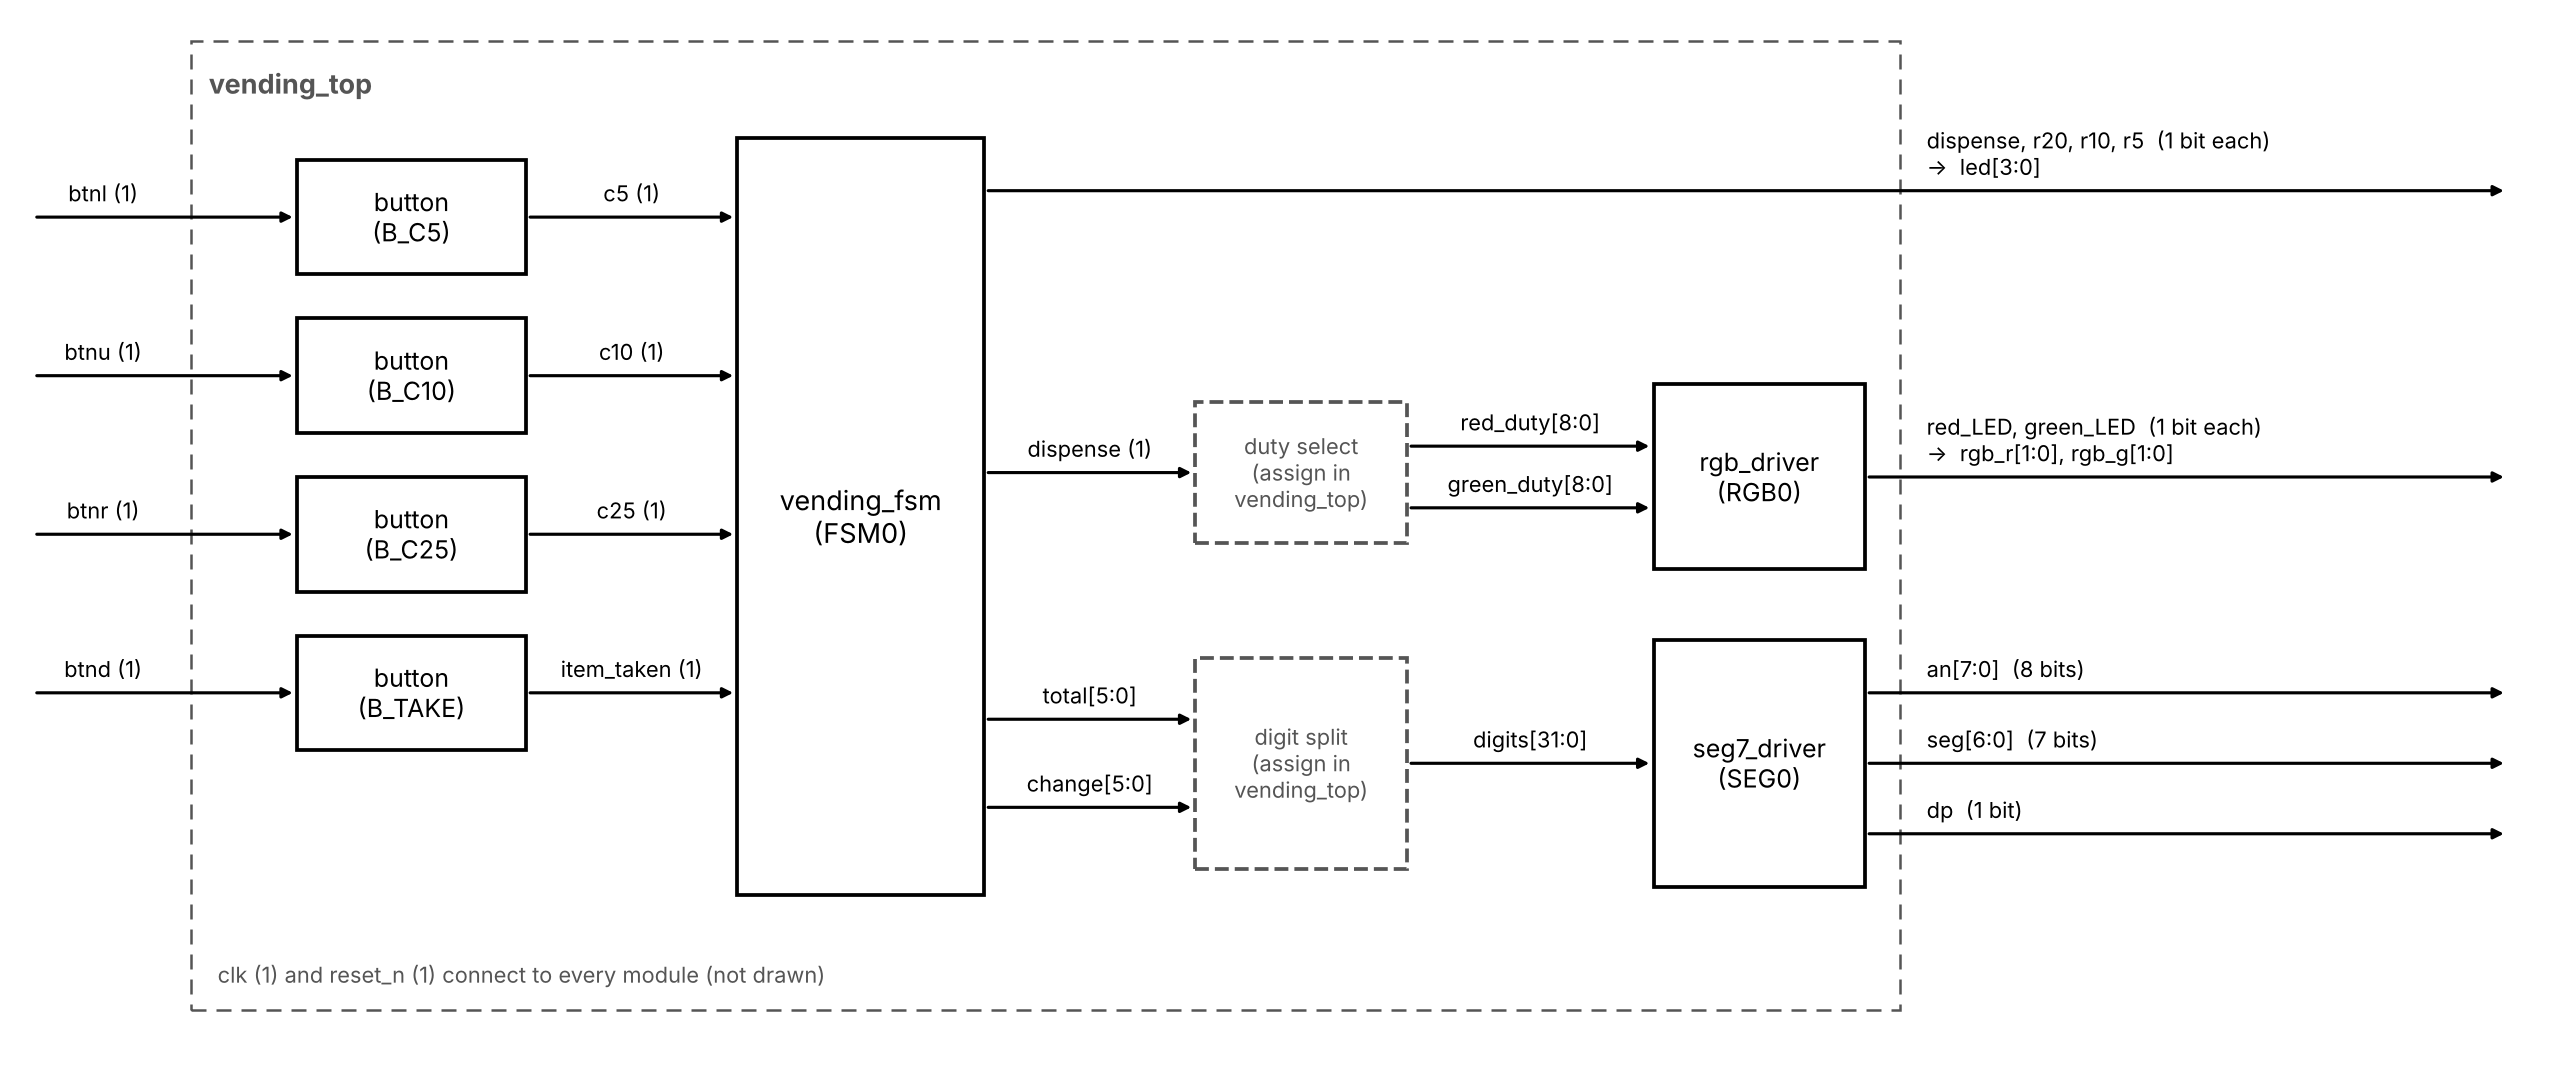 vending_top
btnl (1)
button
(B_C5)
c5 (1)
btnu (1)
button
(B_C10)
c10 (1)
btnr (1)
button
(B_C25)
c25 (1)
btnd (1)
button
(B_TAKE)
item_taken (1)
vending_fsm
(FSM0)
dispense, r20, r10, r5 (1 bit each)
→ led[3:0]
dispense (1)
duty select
(assign in
vending_top)
red_duty[8:0]
green_duty[8:0]
rgb_driver
(RGB0)
red_LED, green_LED (1 bit each)
→ rgb_r[1:0], rgb_g[1:0]
total[5:0]
change[5:0]
digit split
(assign in
vending_top)
digits[31:0]
seg7_driver
(SEG0)
an[7:0] (8 bits)
seg[6:0] (7 bits)
dp (1 bit)
clk (1) and reset_n (1) connect to every module (not drawn)